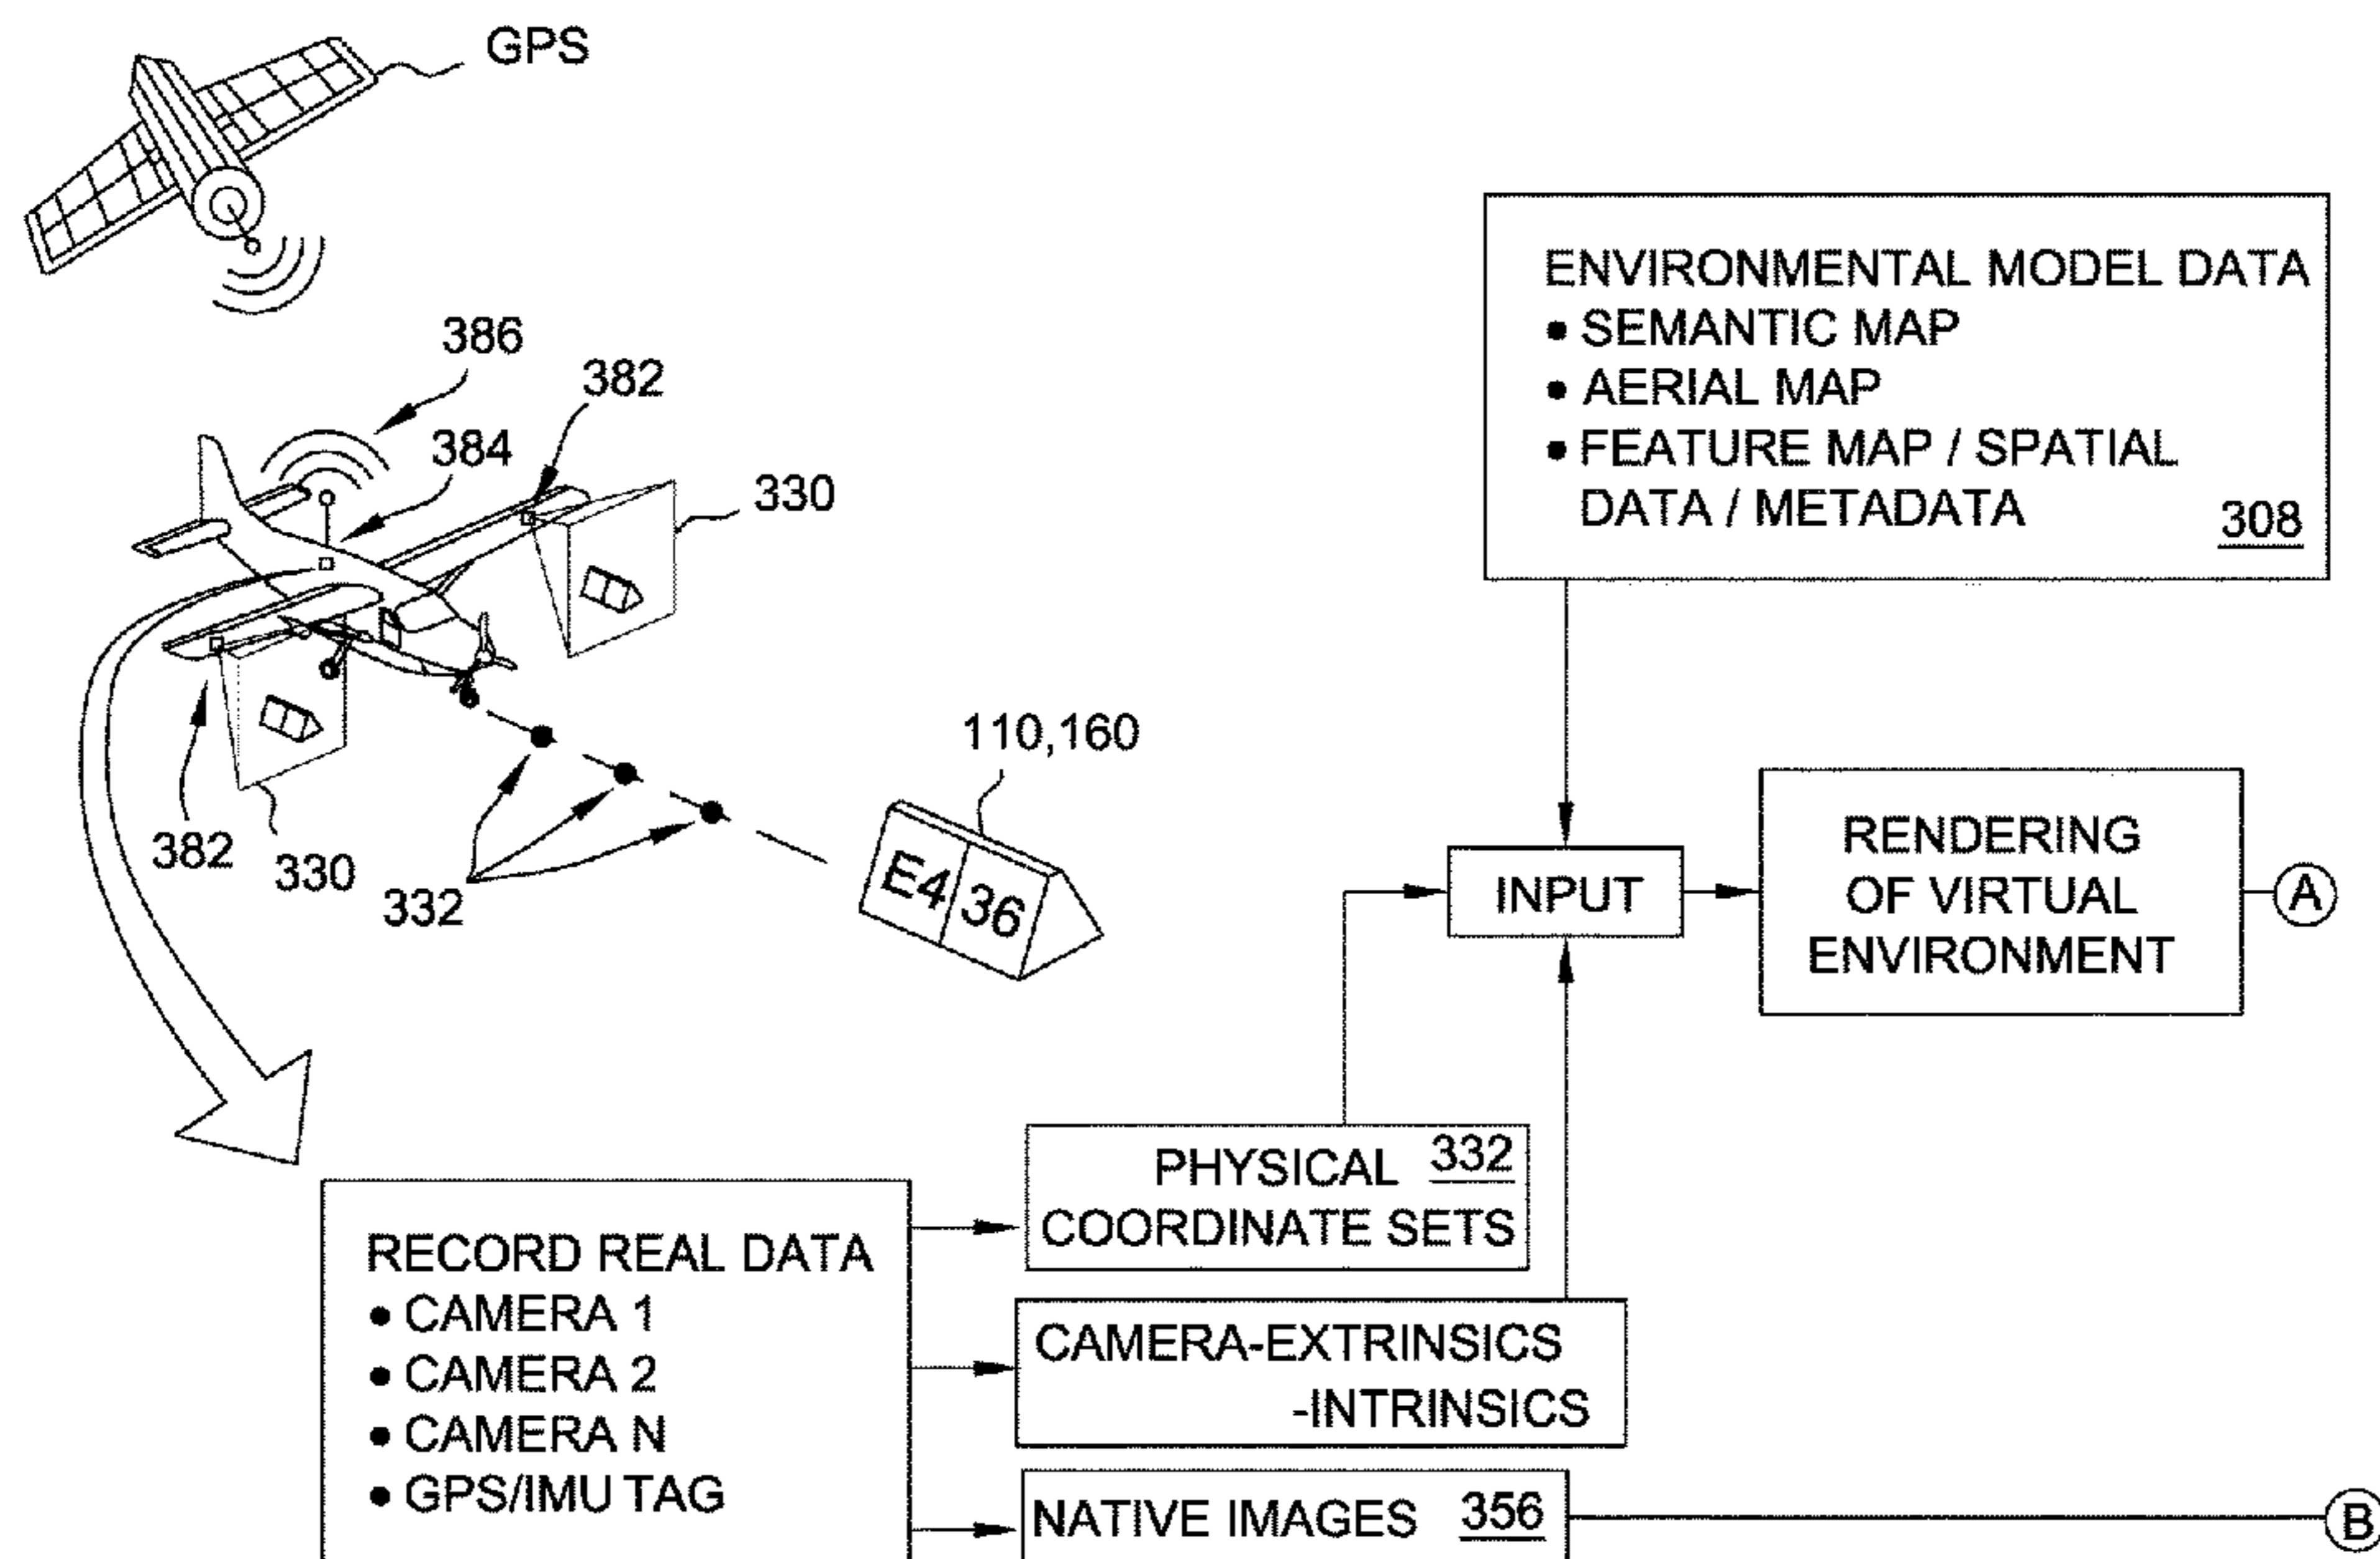 GPS
386
382
384
330
ENVIRONMENTAL MODEL DATA
• SEMANTIC MAP
• AERIAL MAP
• FEATURE MAP / SPATIAL
DATA / METADATA
308
110,160
382
330
332
E4 36
INPUT
RENDERING
OF VIRTUAL
ENVIRONMENT
A
PHYSICAL 332
COORDINATE SETS
RECORD REAL DATA
• CAMERA 1
• CAMERA 2
• CAMERA N
• GPS/IMU TAG
CAMERA-EXTRINSICS
-INTRINSICS
NATIVE IMAGES 356
B